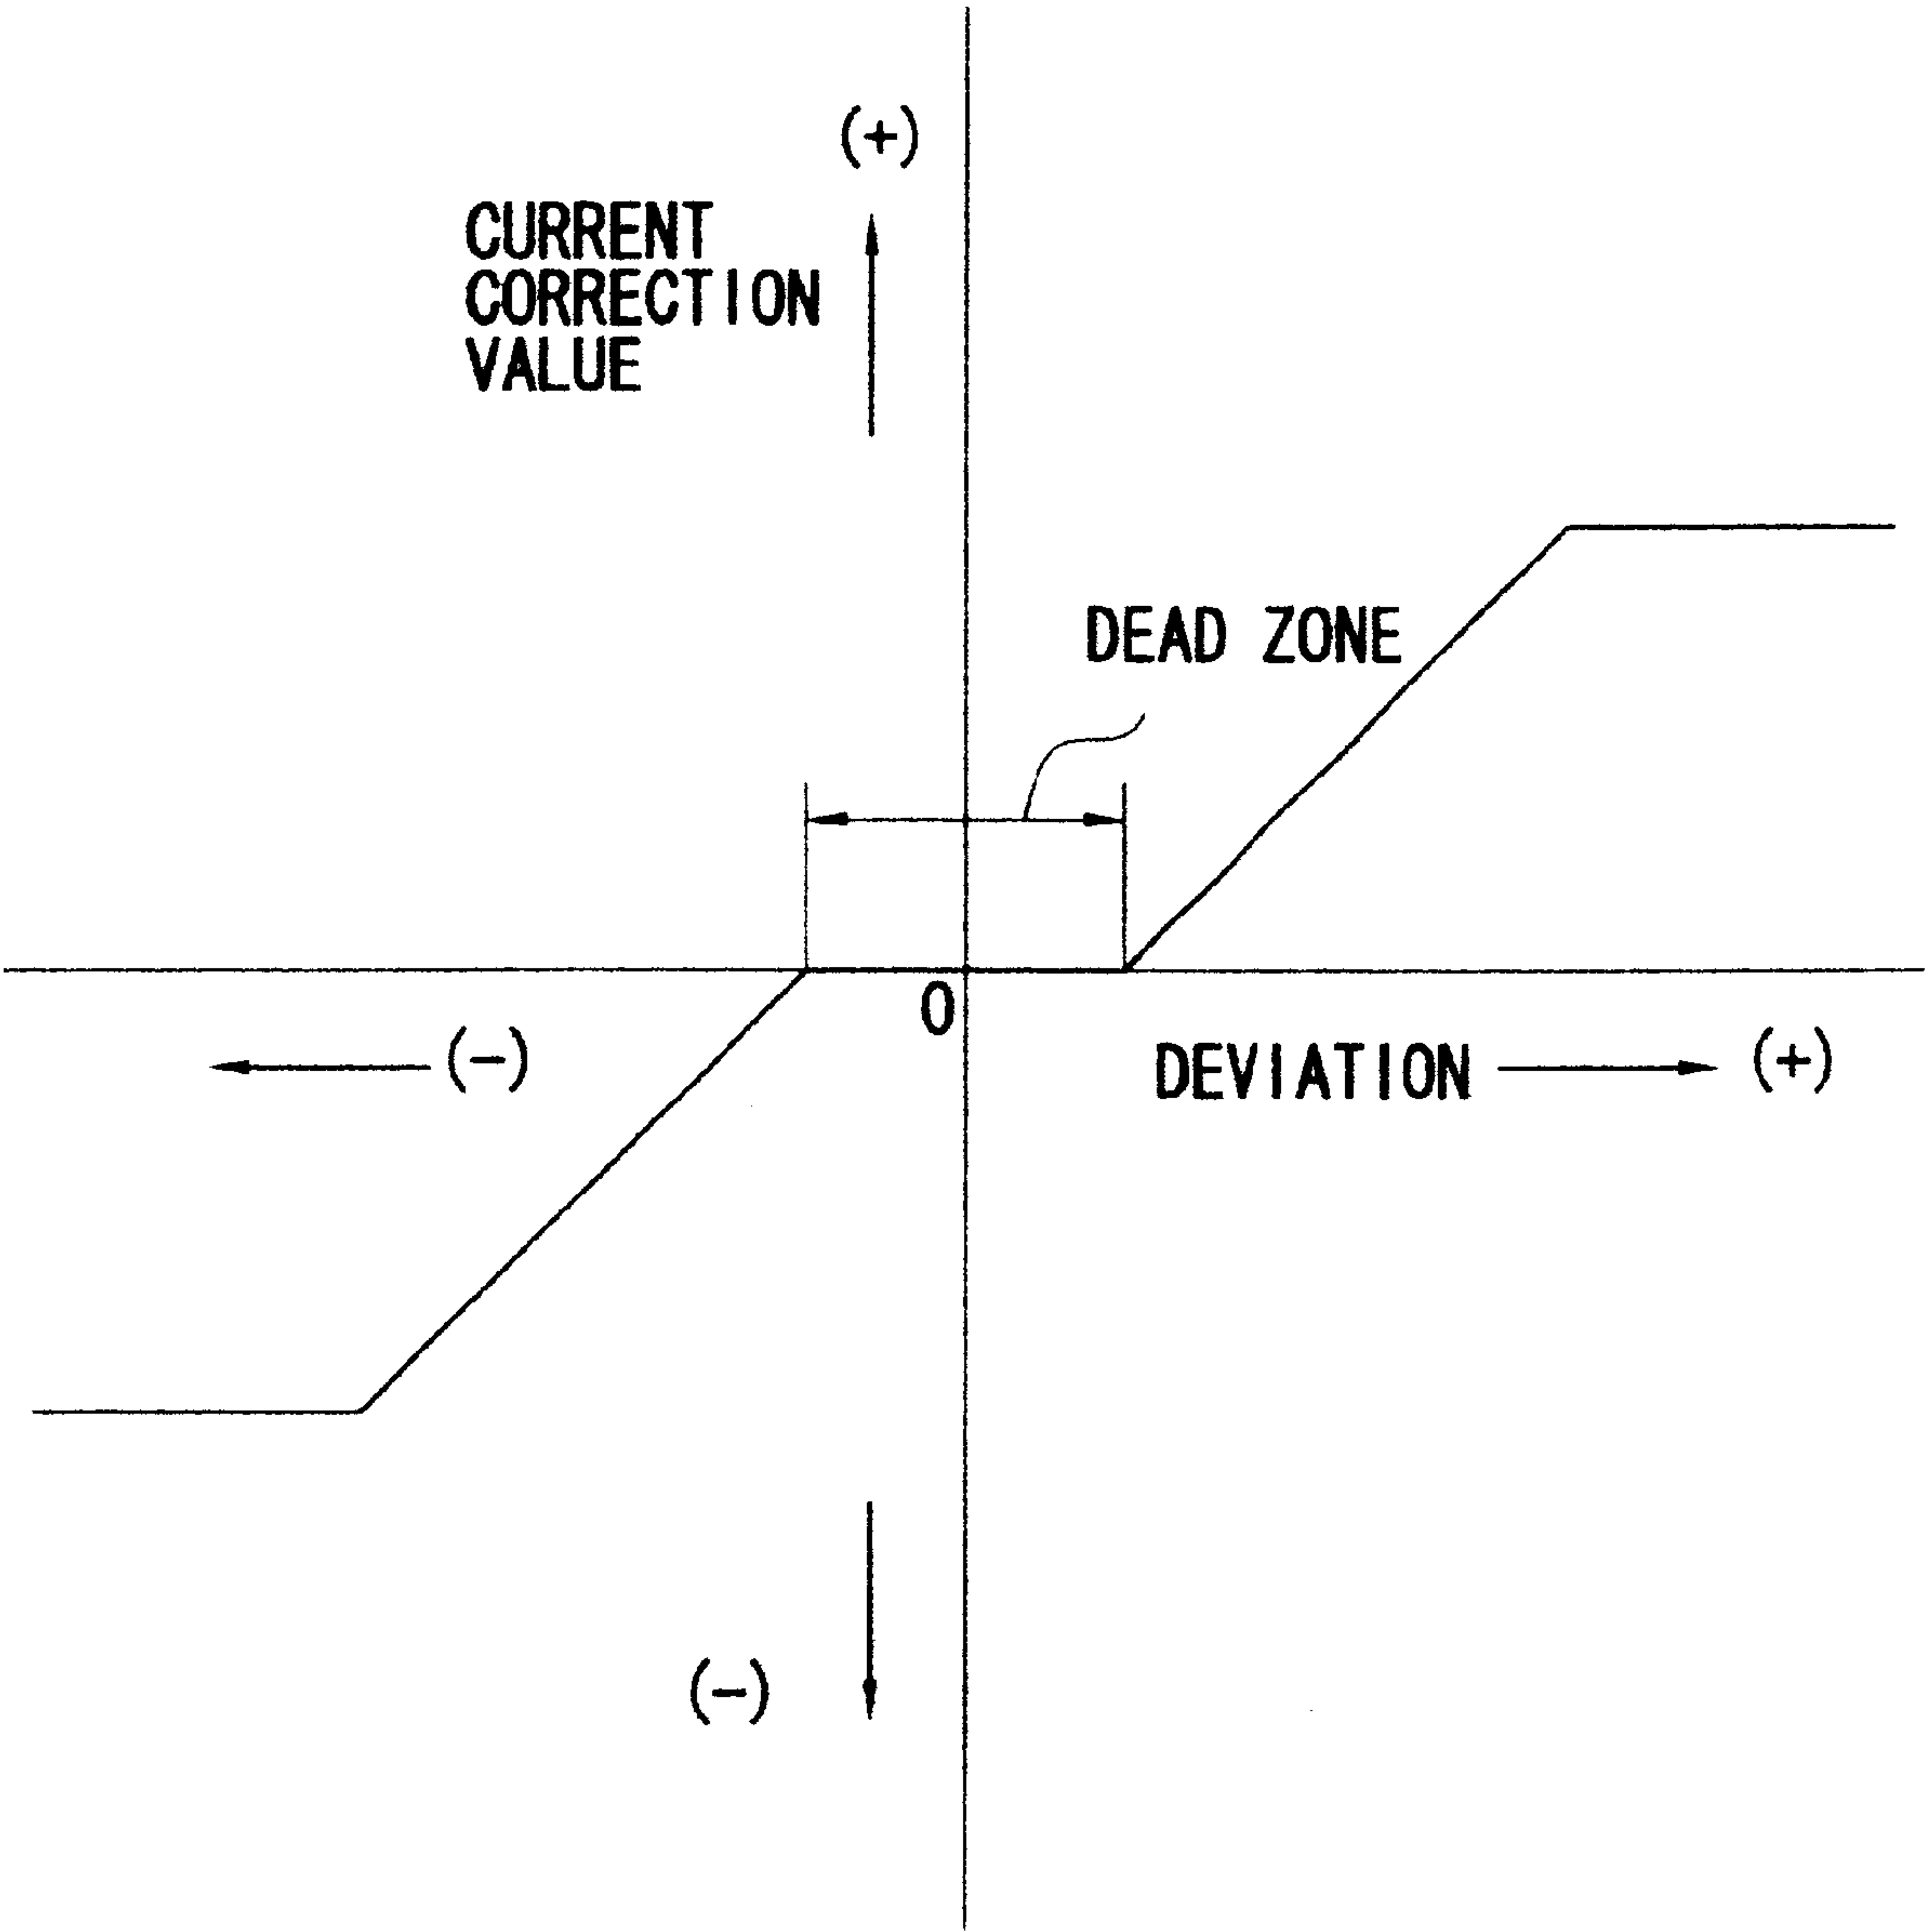 (+)
CURRENT
CORRECTION
VALUE
DEAD ZONE
0
(-)
DEVIATION
(+)
(-)